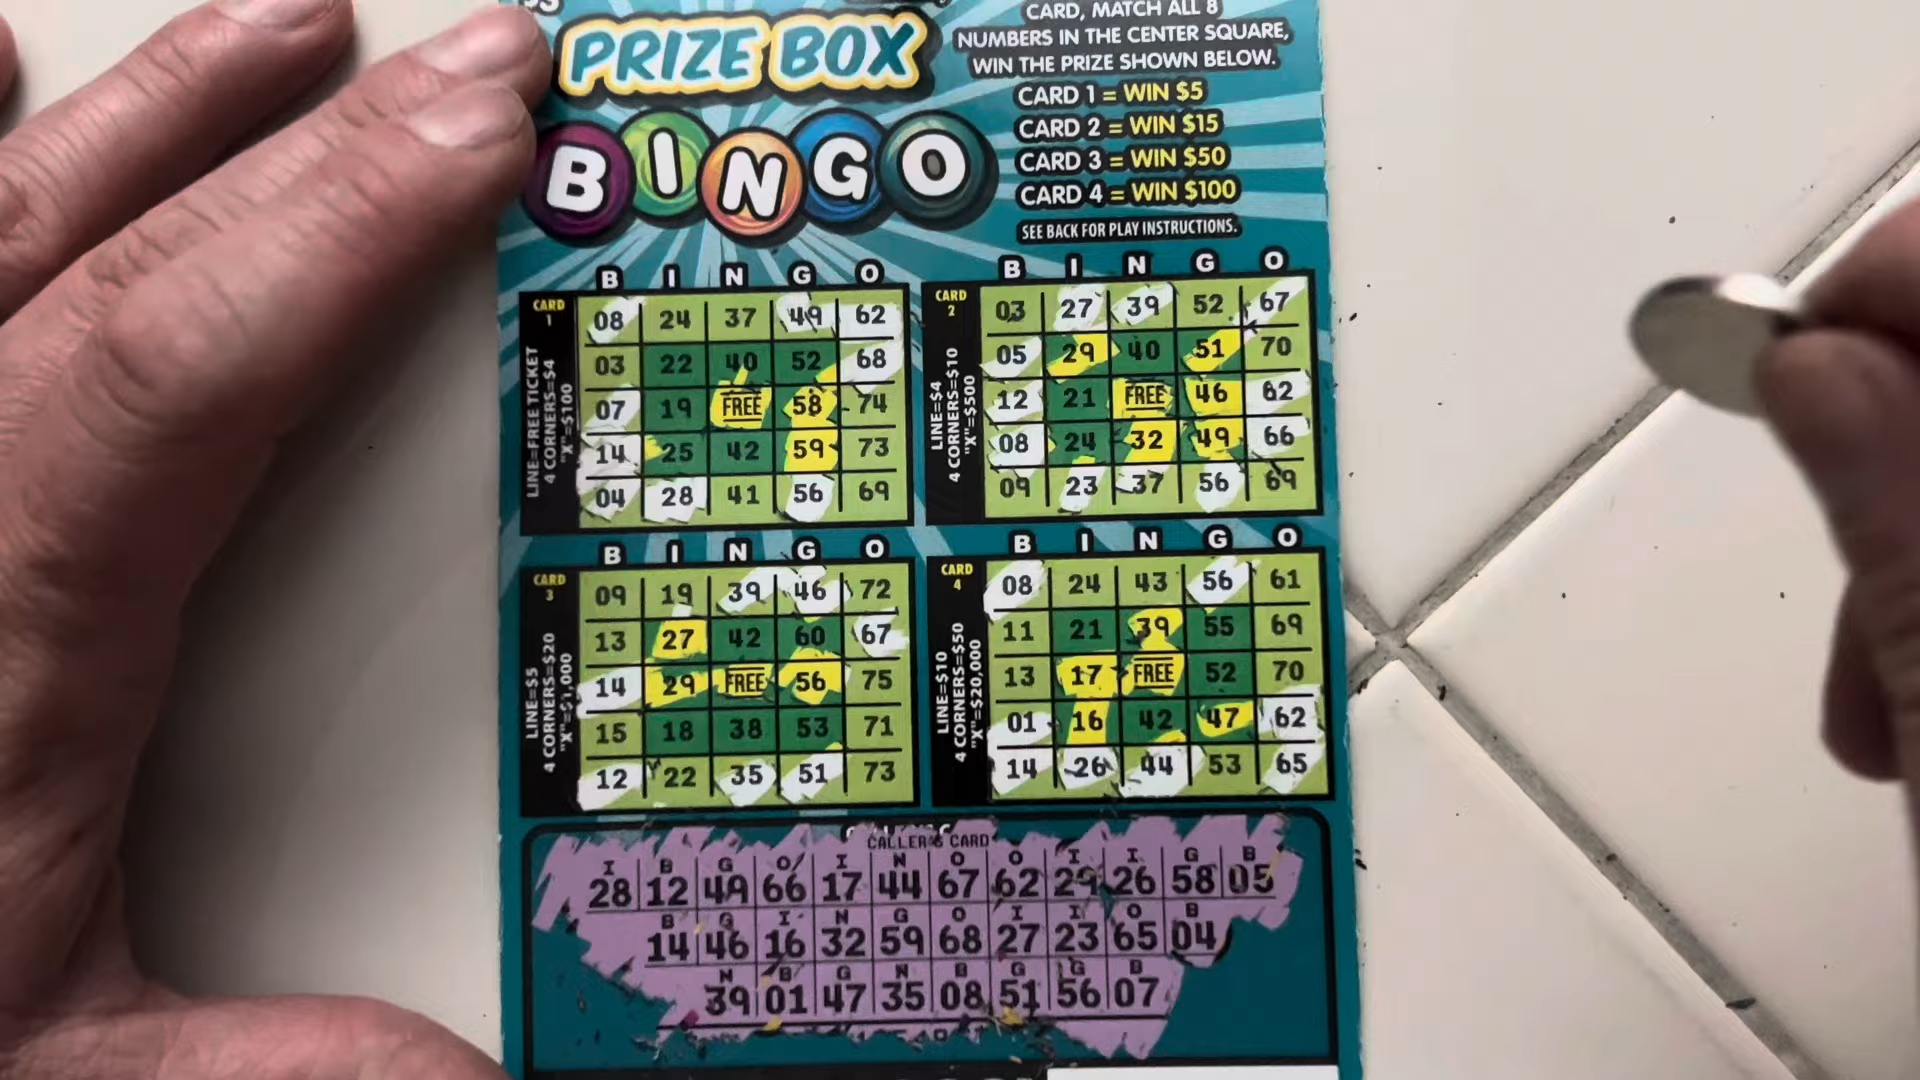 $3
CARD, MATCH ALL 8
NUMBERS IN THE CENTER SQUARE,
WIN THE PRIZE SHOWN BELOW.
CARD 1 = WIN $5
CARD 2 = WIN $15
CARD 3 = WIN $50
CARD 4 = WIN $100
SEE BACK FOR PLAY INSTRUCTIONS.
PRIZE BOX
BINGO
B I N G O
CARD 1
LINE=FREE TICKET
4 CORNERS=$4
"X"=$100
08 24 37 49 62
03 22 40 52 68
07 19 FREE 58 74
14 25 42 59 73
04 28 41 56 69
B I N G O
CARD 2
LINE=$4
4 CORNERS=$10
"X"=$500
03 27 39 52 67
05 29 40 51 70
12 21 FREE 46 62
08 24 32 49 66
09 23 37 56 69
B I N G O
CARD 3
LINE=$5
4 CORNERS=$20
"X"=$1,000
09 19 39 46 72
13 27 42 60 67
14 29 FREE 56 75
15 18 38 53 71
12 22 35 51 73
B I N G O
CARD 4
LINE=$10
4 CORNERS=$50
"X"=$20,000
08 24 43 56 61
11 21 39 55 69
13 17 FREE 52 70
01 16 42 47 62
14 26 44 53 65
CALLER'S CARD
I B G O I N O O I I G B
28 12 49 66 17 44 67 62 29 26 58 05
B G I N G O I I O B
14 46 16 32 59 68 27 23 65 04
N B G N B G G B
39 01 47 35 08 51 56 07